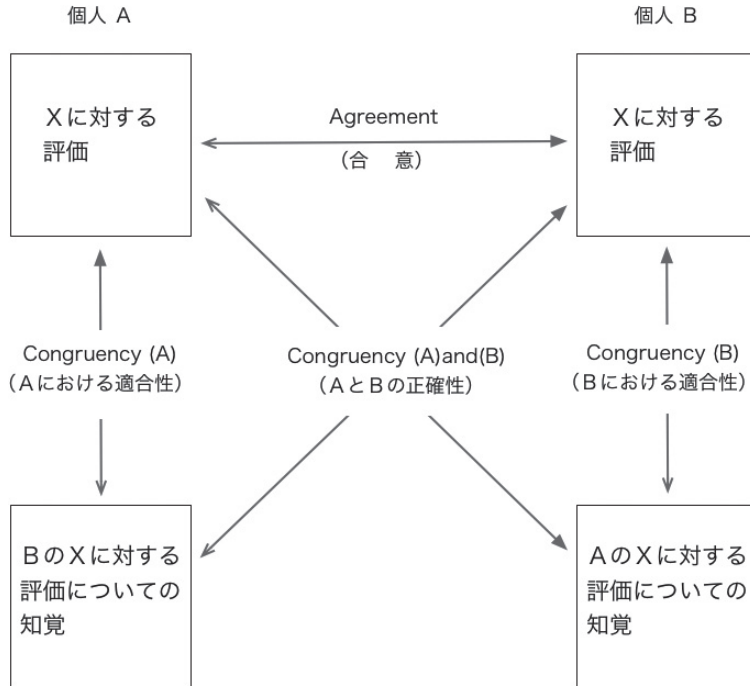 個人 A
個人 B
Xに対する
評価
Agreement
（合　意）
Xに対する
評価
Congruency (A)
（Aにおける適合性）
Congruency (A)and(B)
（AとBの正確性）
Congruency (B)
（Bにおける適合性）
BのXに対する
評価についての
知覚
AのXに対する
評価についての
知覚